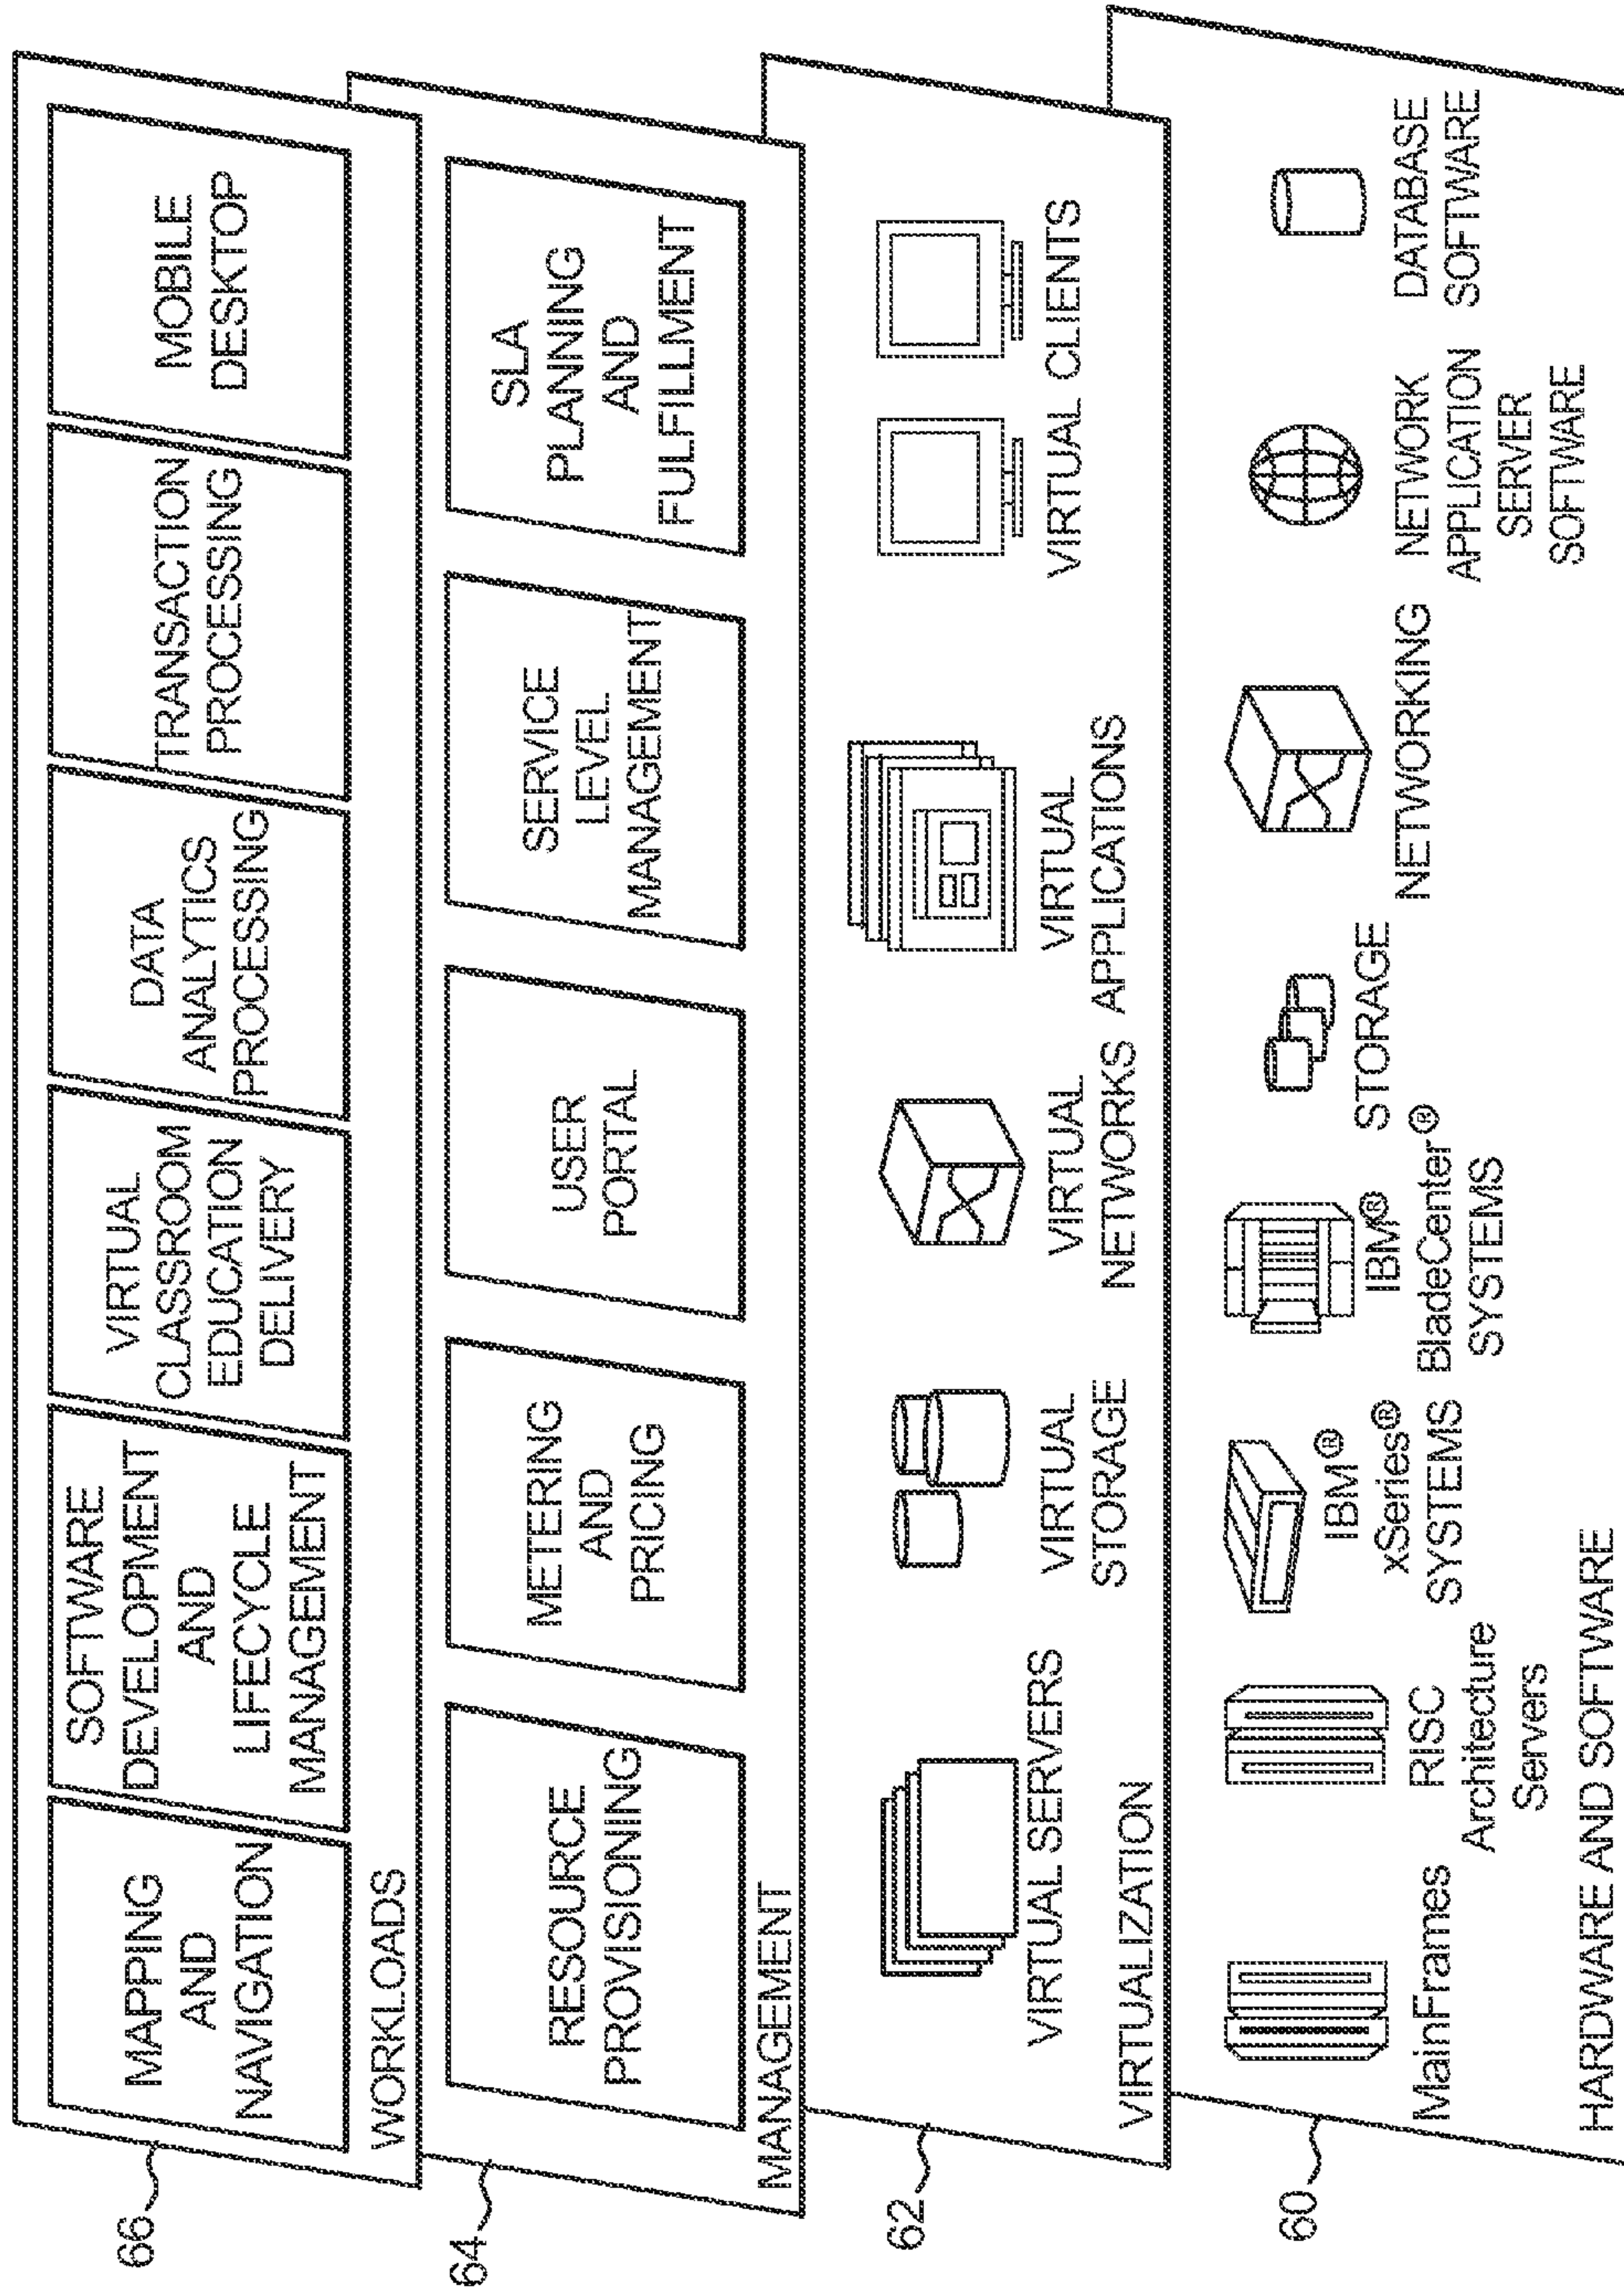 66
MAPPING
AND
NAVIGATION
SOFTWARE
DEVELOPMENT
AND
LIFECYCLE
MANAGEMENT
VIRTUAL
CLASSROOM
EDUCATION
DELIVERY
DATA
ANALYTICS
PROCESSING
TRANSACTION
PROCESSING
MOBILE
DESKTOP
WORKLOADS
64
RESOURCE
PROVISIONING
METERING
AND
PRICING
USER
PORTAL
SERVICE
LEVEL
MANAGEMENT
SLA
PLANNING
AND
FULFILLMENT
MANAGEMENT
62
VIRTUAL SERVERS
VIRTUAL
STORAGE
VIRTUAL
NETWORKS
VIRTUAL
APPLICATIONS
VIRTUAL CLIENTS
VIRTUALIZATION
60
MainFrames
RISC
Architecture
Servers
IBM®
xSeries®
SYSTEMS
IBM®
BladeCenter®
SYSTEMS
STORAGE
NETWORKING
NETWORK
APPLICATION
SERVER
SOFTWARE
DATABASE
SOFTWARE
HARDWARE AND SOFTWARE